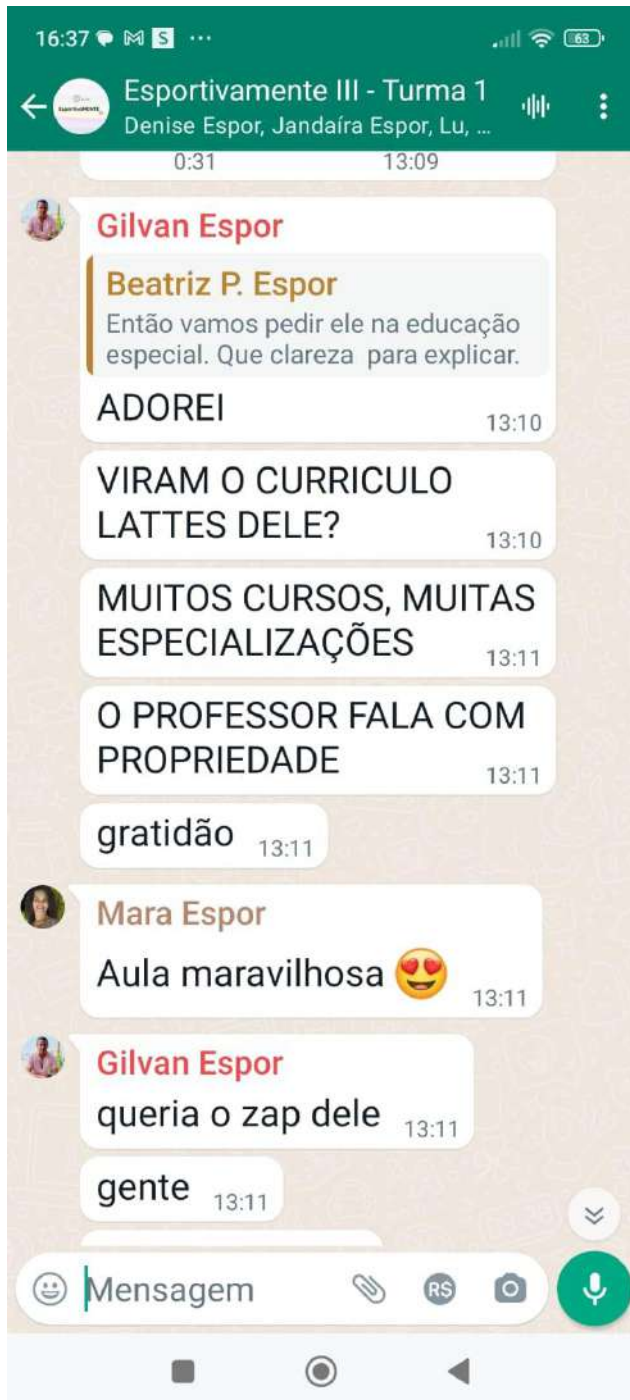 16:37
S
63
Esportivamente III - Turma 1
Denise Espor, Jandaíra Espor, Lu, ...
0:31 13:09
Gilvan Espor
Beatriz P. Espor
Então vamos pedir ele na educação
especial. Que clareza para explicar.
ADOREI 13:10
VIRAM O CURRICULO
LATTES DELE? 13:10
MUITOS CURSOS, MUITAS
ESPECIALIZAÇÕES 13:11
O PROFESSOR FALA COM
PROPRIEDADE 13:11
gratidão 13:11
Mara Espor
Aula maravilhosa 😍 13:11
Gilvan Espor
queria o zap dele 13:11
gente 13:11
Mensagem R$